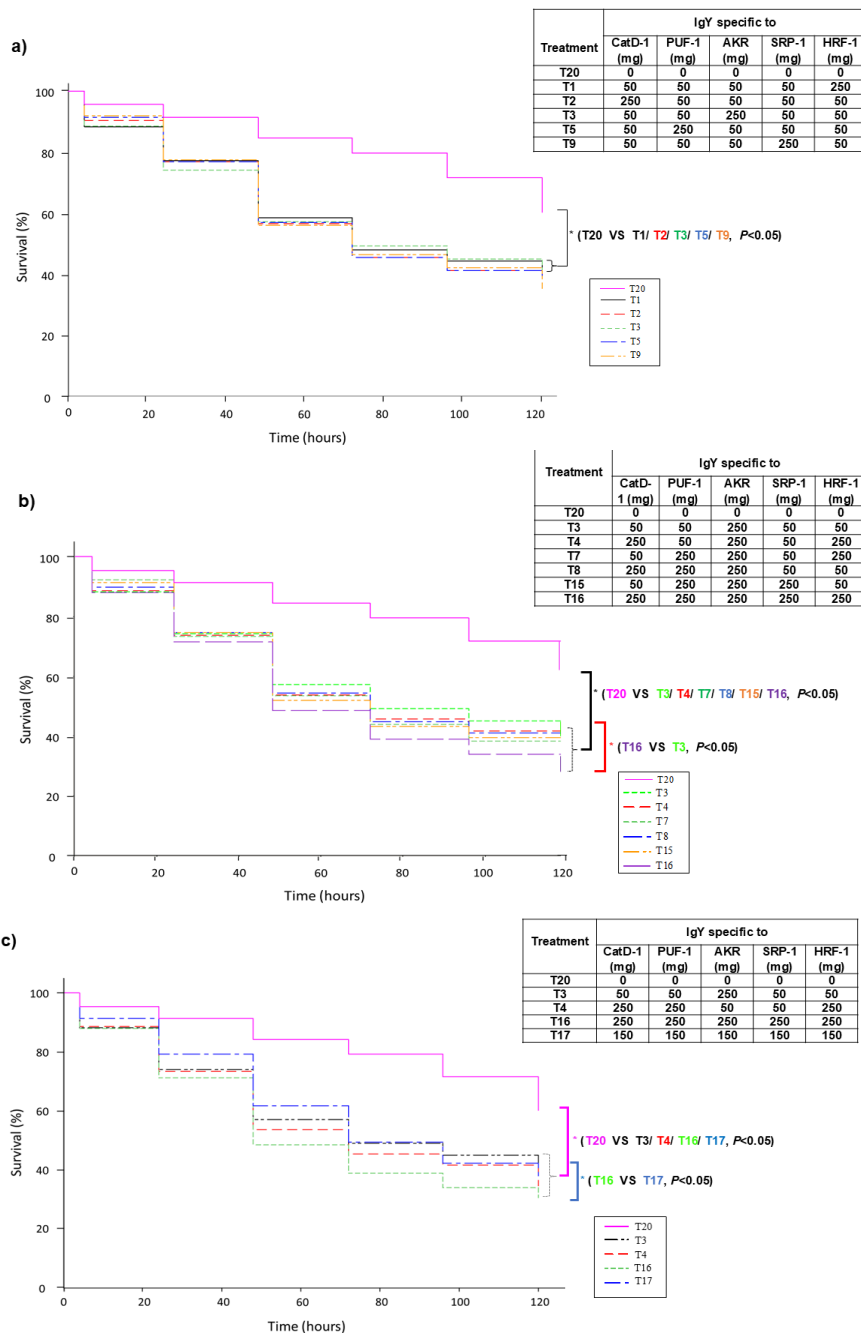 a)
IgY specific to
Treatment CatD-1 (mg) PUF-1 (mg) AKR (mg) SRP-1 (mg) HRF-1 (mg)
T20 0 0 0 0 0
T1 50 50 50 50 250
T2 250 50 50 50 50
T3 50 50 250 50 50
T5 50 250 50 50 50
T9 50 50 50 250 50
Survival (%)
100
80
60
40
20
0
* (T20 VS T1/ T2/ T3/ T5/ T9, P<0.05)
T20
T1
T2
T3
T5
T9
0 20 40 60 80 100 120
Time (hours)
b)
IgY specific to
Treatment CatD-1 (mg) PUF-1 (mg) AKR (mg) SRP-1 (mg) HRF-1 (mg)
T20 0 0 0 0 0
T3 50 50 250 50 50
T4 250 50 250 50 250
T7 50 250 250 50 250
T8 250 250 250 50 50
T15 50 250 250 250 50
T16 250 250 250 250 250
Survival (%)
100
80
60
40
20
0
* (T20 VS T3/ T4/ T7/ T8/ T15/ T16, P<0.05)
* (T16 VS T3, P<0.05)
T20
T3
T4
T7
T8
T15
T16
0 20 40 60 80 100 120
Time (hours)
c)
IgY specific to
Treatment CatD-1 (mg) PUF-1 (mg) AKR (mg) SRP-1 (mg) HRF-1 (mg)
T20 0 0 0 0 0
T3 50 50 250 50 50
T4 250 250 50 50 250
T16 250 250 250 250 250
T17 150 150 150 150 150
Survival (%)
100
80
60
40
20
0
* (T20 VS T3/ T4/ T16/ T17, P<0.05)
* (T16 VS T17, P<0.05)
T20
T3
T4
T16
T17
0 20 40 60 80 100 120
Time (hours)